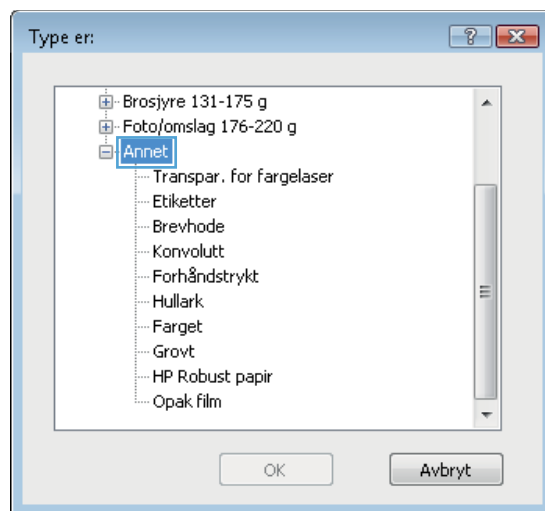 Type er:
Brosjyre 131-175 g
Foto/omslag 176-220 g
Annet
Transpar. for fargelaser
Etiketter
Brevhode
Konvolutt
Forhåndstrykt
Hullark
Farget
Grovt
HP Robust papir
Opak film
OK Avbryt